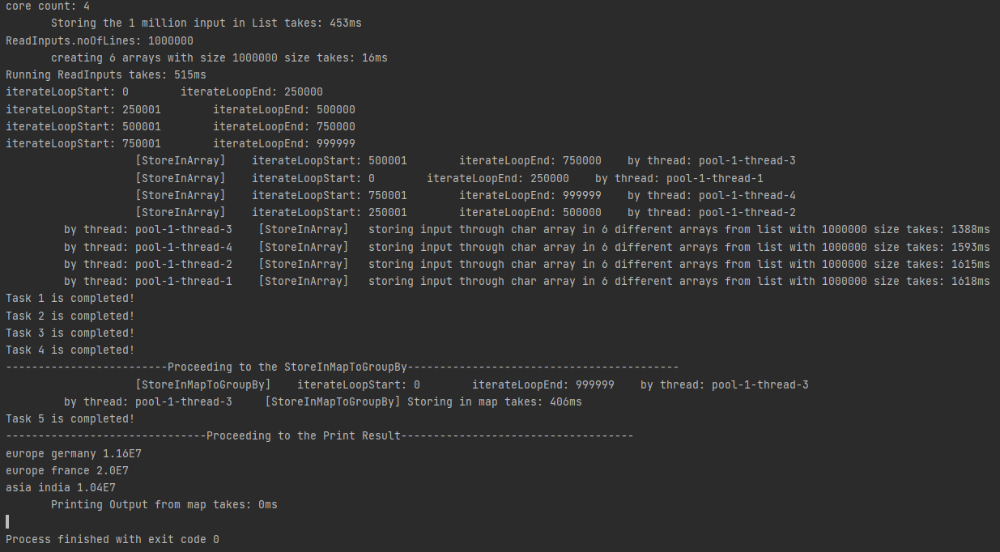 core count: 4
Storing the 1 million input in List takes: 453ms
ReadInputs.noOfLines: 1000000
creating 6 arrays with size 1000000 size takes: 16ms
Running ReadInputs takes: 515ms
iterateLoopStart: 0 iterateLoopEnd: 250000
iterateLoopStart: 250001 iterateLoopEnd: 500000
iterateLoopStart: 500001 iterateLoopEnd: 750000
iterateLoopStart: 750001 iterateLoopEnd: 999999
[StoreInArray] iterateLoopStart: 500001 iterateLoopEnd: 750000 by thread: pool-1-thread-3
[StoreInArray] iterateLoopStart: 0 iterateLoopEnd: 250000 by thread: pool-1-thread-1
[StoreInArray] iterateLoopStart: 750001 iterateLoopEnd: 999999 by thread: pool-1-thread-4
[StoreInArray] iterateLoopStart: 250001 iterateLoopEnd: 500000 by thread: pool-1-thread-2
by thread: pool-1-thread-3 [StoreInArray] storing input through char array in 6 different arrays from list with 1000000 size takes: 1388ms
by thread: pool-1-thread-4 [StoreInArray] storing input through char array in 6 different arrays from list with 1000000 size takes: 1593ms
by thread: pool-1-thread-2 [StoreInArray] storing input through char array in 6 different arrays from list with 1000000 size takes: 1615ms
by thread: pool-1-thread-1 [StoreInArray] storing input through char array in 6 different arrays from list with 1000000 size takes: 1618ms
Task 1 is completed!
Task 2 is completed!
Task 3 is completed!
Task 4 is completed!
-------------------------Proceeding to the StoreInMapToGroupBy------------------------------------------
[StoreInMapToGroupBy] iterateLoopStart: 0 iterateLoopEnd: 999999 by thread: pool-1-thread-3
by thread: pool-1-thread-3 [StoreInMapToGroupBy] Storing in map takes: 406ms
Task 5 is completed!
-------------------------------Proceeding to the Print Result------------------------------------
europe germany 1.16E7
europe france 2.0E7
asia india 1.04E7
Printing Output from map takes: 0ms
Process finished with exit code 0